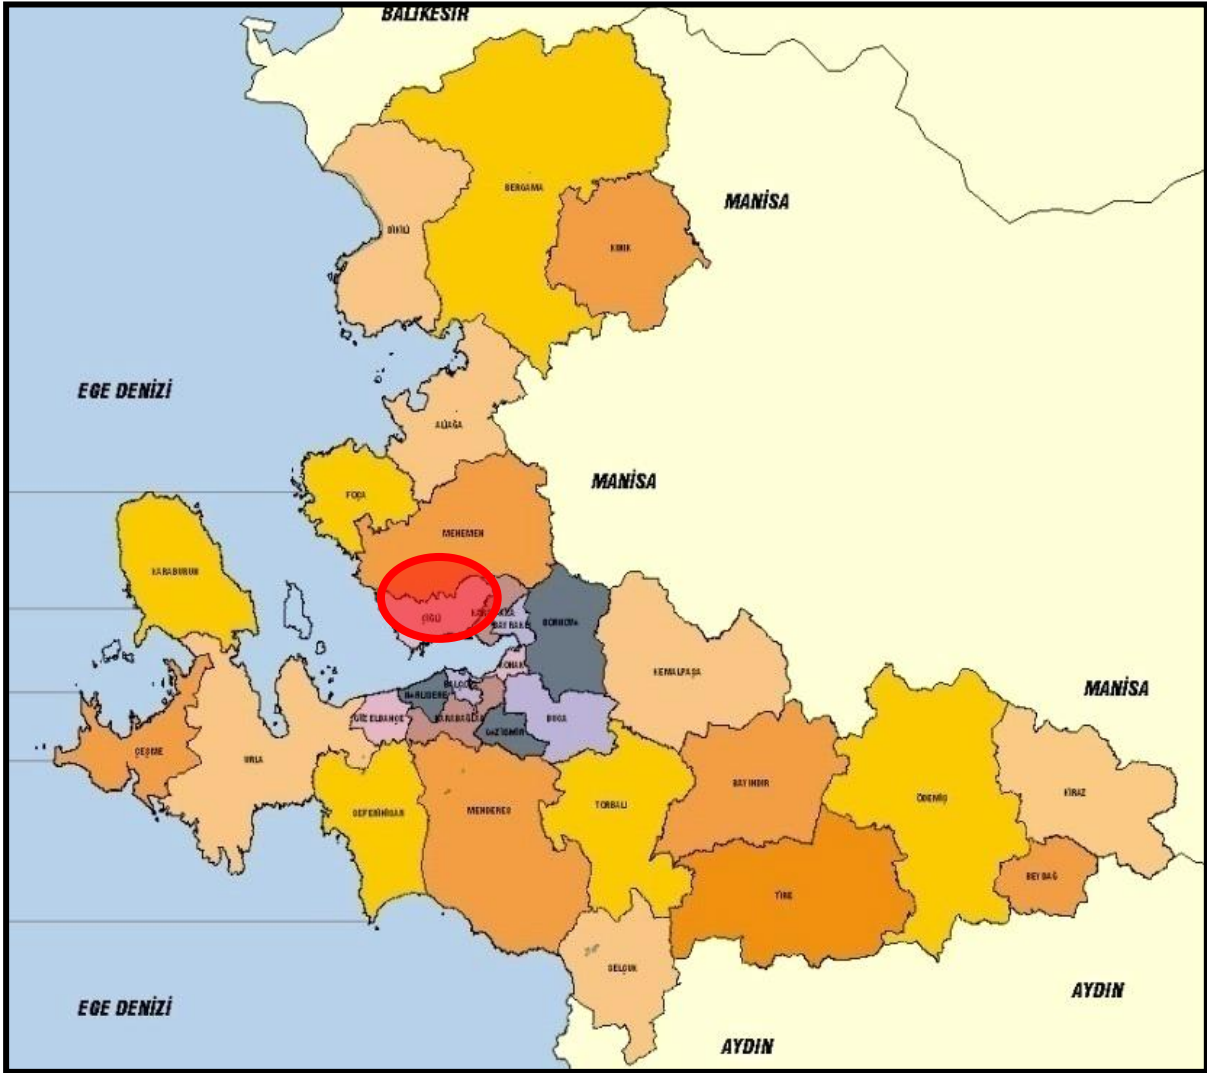 BALIKESİR
BERGAMA
MANİSA
DİKİLİ
KINIK
EGE DENİZİ
ALİAĞA
MANİSA
FOÇA
MENEMEN
KARABURUN
ÇİĞLİ
BORNOVA
KEMALPAŞA
MANİSA
KONAK
BALÇOVA
NARLIDERE
GÜZELBAHÇE
KARABAĞLAR
BUCA
GAZİEMİR
ÇEŞME
URLA
SEFERİHİSAR
MENDERES
TORBALI
BAYINDIR
ÖDEMİŞ
KİRAZ
BEYDAĞ
TİRE
SELÇUK
AYDIN
EGE DENİZİ
AYDIN